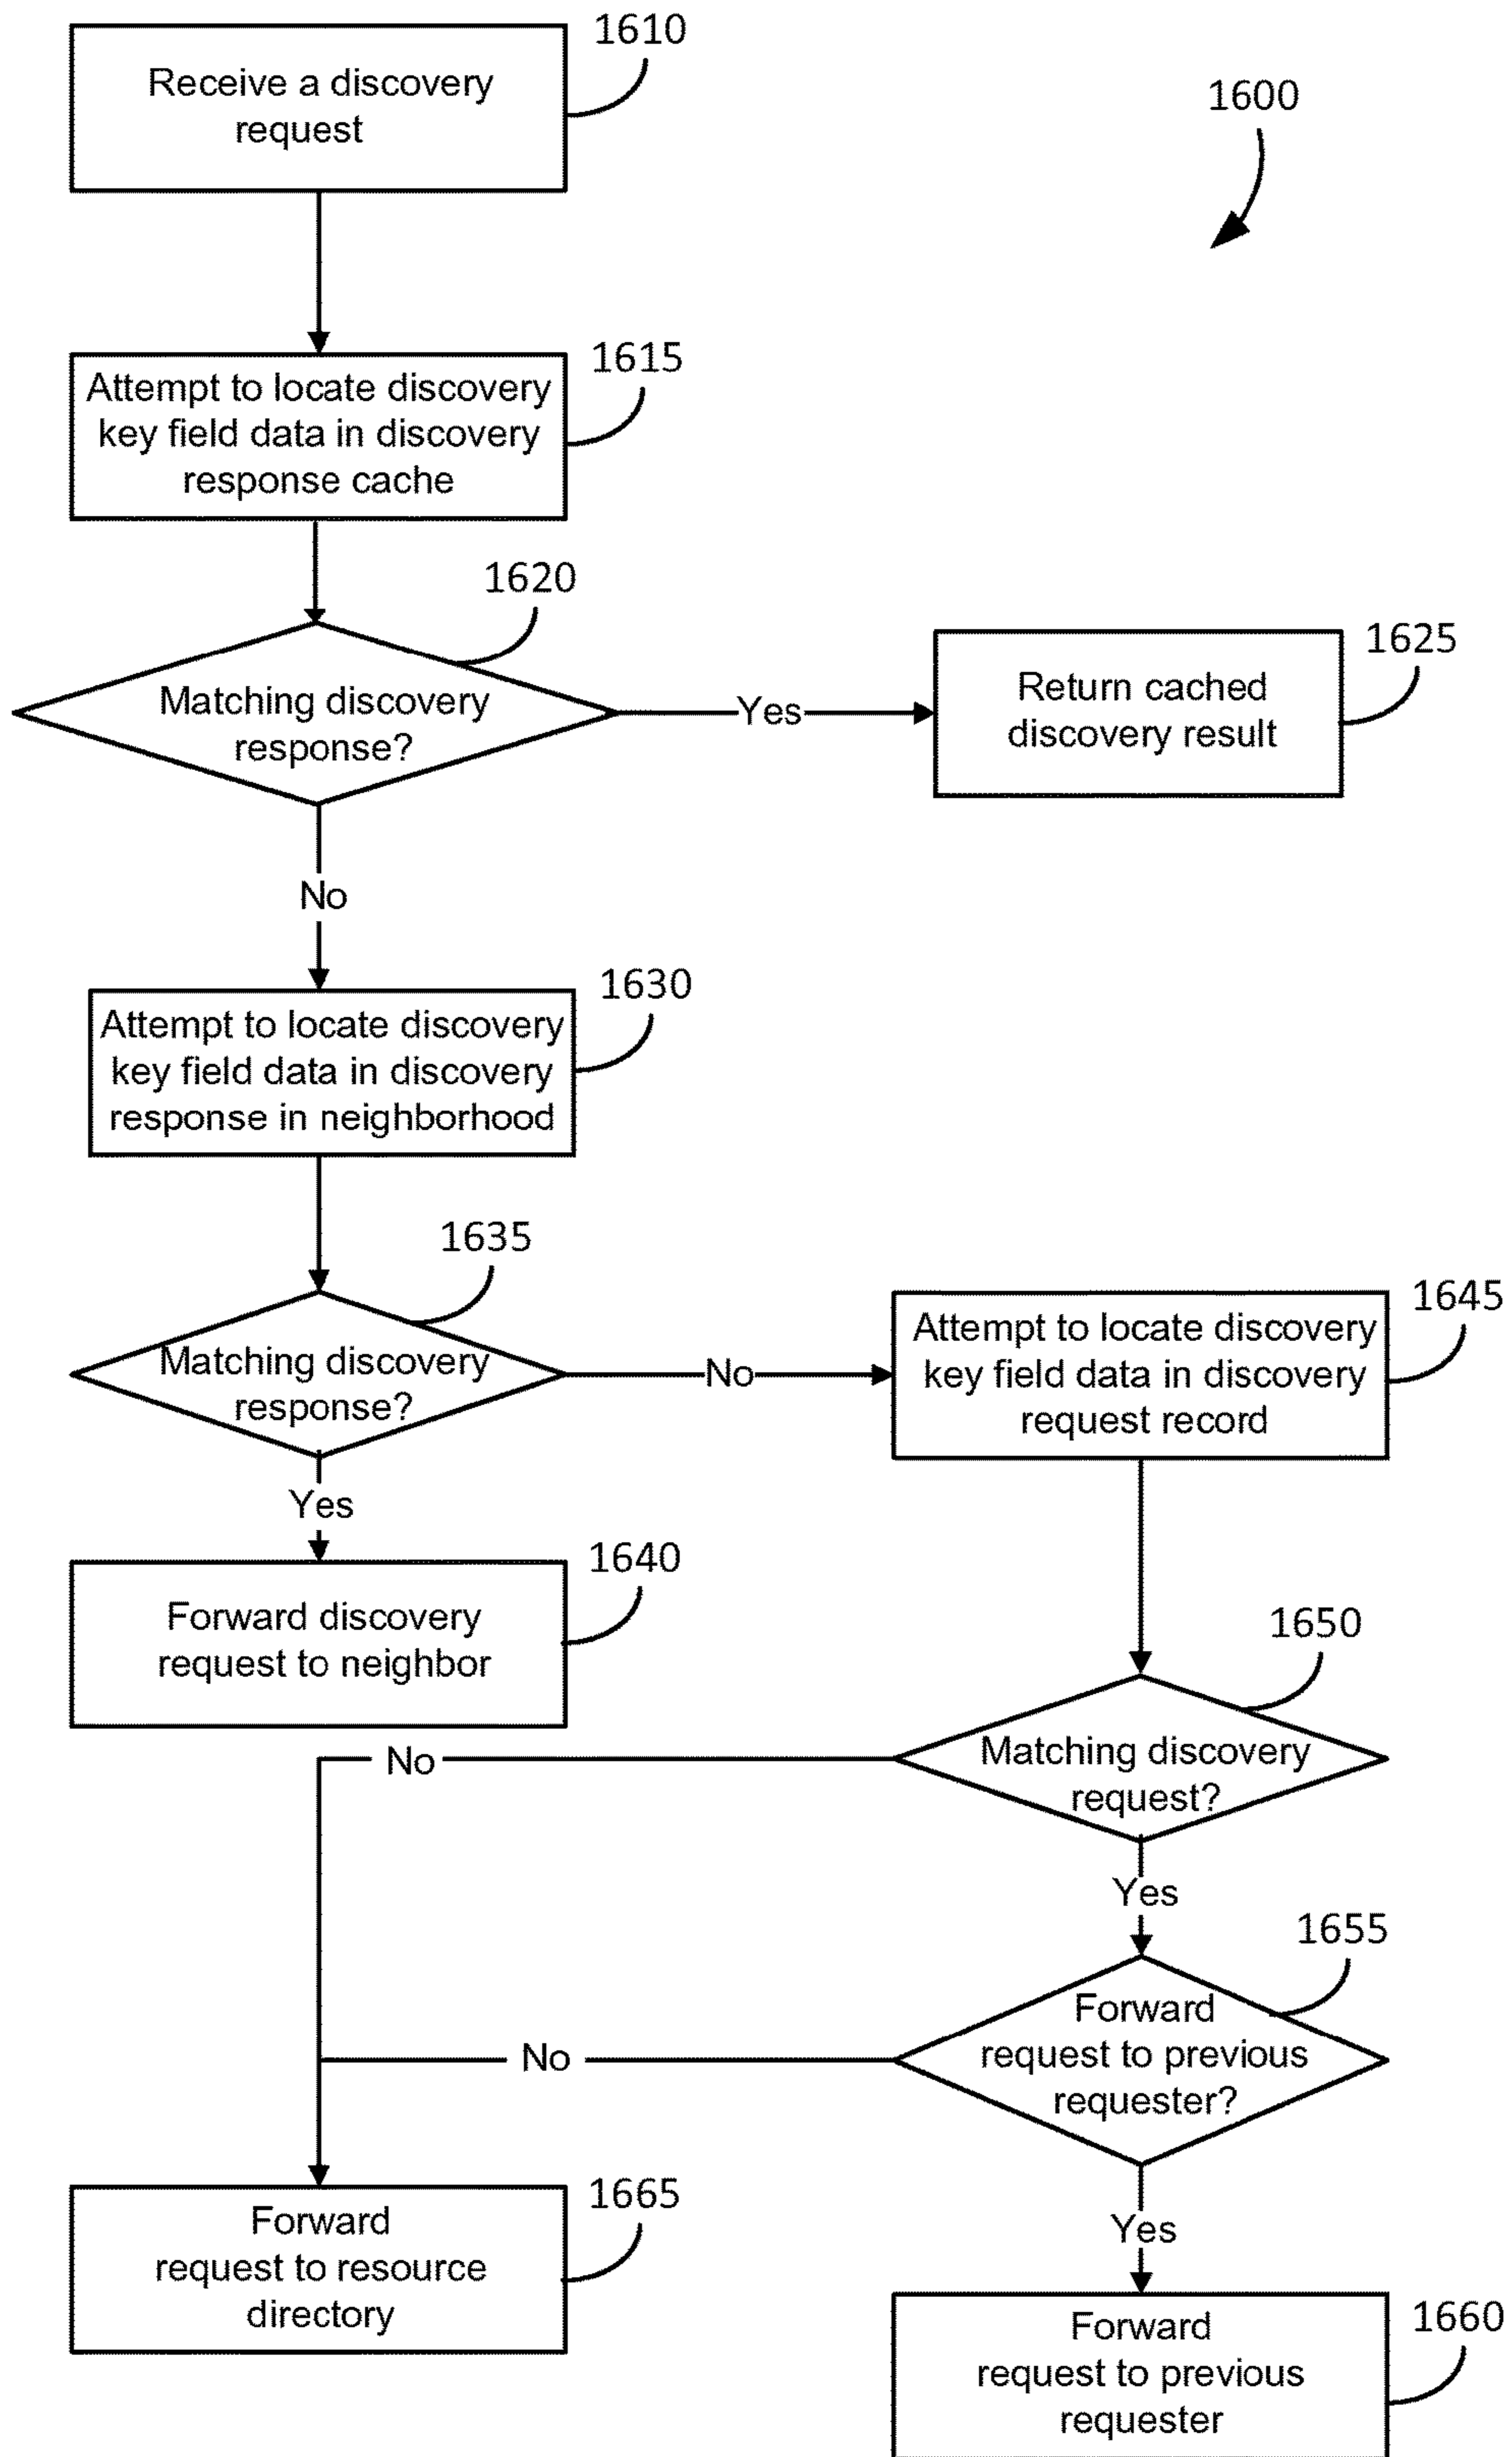 1610
Receive a discovery
request
1600
1615
Attempt to locate discovery
key field data in discovery
response cache
1620
Matching discovery
response?
Yes
1625
Return cached
discovery result
No
1630
Attempt to locate discovery
key field data in discovery
response in neighborhood
1635
Matching discovery
response?
No
1645
Attempt to locate discovery
key field data in discovery
request record
Yes
1640
Forward discovery
request to neighbor
1650
Matching discovery
request?
No
Yes
1655
Forward
request to previous
requester?
No
1665
Forward
request to resource
directory
Yes
1660
Forward
request to previous
requester